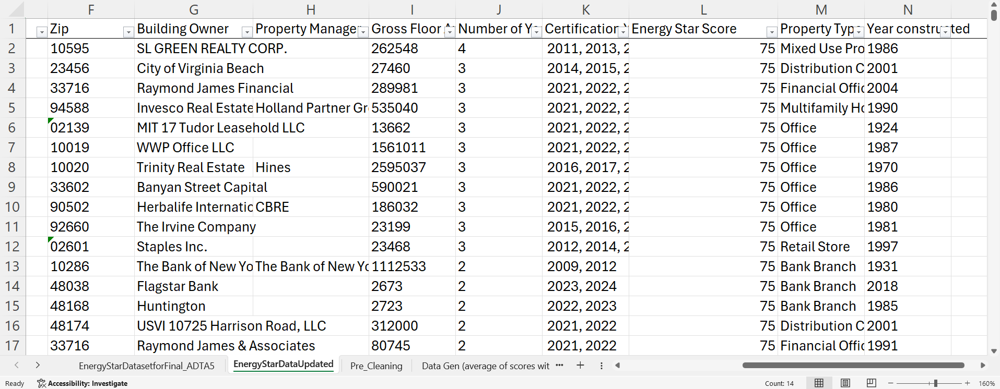 F G H I J K L M N
1 Zip Building Owner Property Manager Gross Floor A Number of Ye Certification Y Energy Star Score Property Type Year constructed
2 10595 SL GREEN REALTY CORP. 262548 4 2011, 2013, 2 75 Mixed Use Pro 1986
3 23456 City of Virginia Beach 27460 3 2014, 2015, 2 75 Distribution C 2001
4 33716 Raymond James Financial 289981 3 2021, 2022, 2 75 Financial Offic 2004
5 94588 Invesco Real Estate Holland Partner Gr 535040 3 2021, 2022, 2 75 Multifamily Ho 1990
6 02139 MIT 17 Tudor Leasehold LLC 13662 3 2021, 2022, 2 75 Office 1924
7 10019 WWP Office LLC 1561011 3 2021, 2022, 2 75 Office 1987
8 10020 Trinity Real Estate Hines 2595037 3 2016, 2017, 2 75 Office 1970
9 33602 Banyan Street Capital 590021 3 2021, 2022, 2 75 Office 1986
10 90502 Herbalife Internatic CBRE 186032 3 2021, 2022, 2 75 Office 1980
11 92660 The Irvine Company 23199 3 2015, 2016, 2 75 Office 1981
12 02601 Staples Inc. 23468 3 2012, 2014, 2 75 Retail Store 1997
13 10286 The Bank of New Yo The Bank of New Yo 1112533 2 2009, 2012 75 Bank Branch 1931
14 48038 Flagstar Bank 2673 2 2023, 2024 75 Bank Branch 2018
15 48168 Huntington 2723 2 2022, 2023 75 Bank Branch 1985
16 48174 USVI 10725 Harrison Road, LLC 312000 2 2021, 2022 75 Distribution C 2001
17 33716 Raymond James & Associates 80745 2 2021, 2022 75 Financial Offic 1991
EnergyStarDatasetforFinal_ADTA5 EnergyStarDataUpdated Pre_Cleaning Data Gen (average of scores wit ••• +
Ready Accessibility: Investigate Count: 14 − + 160%